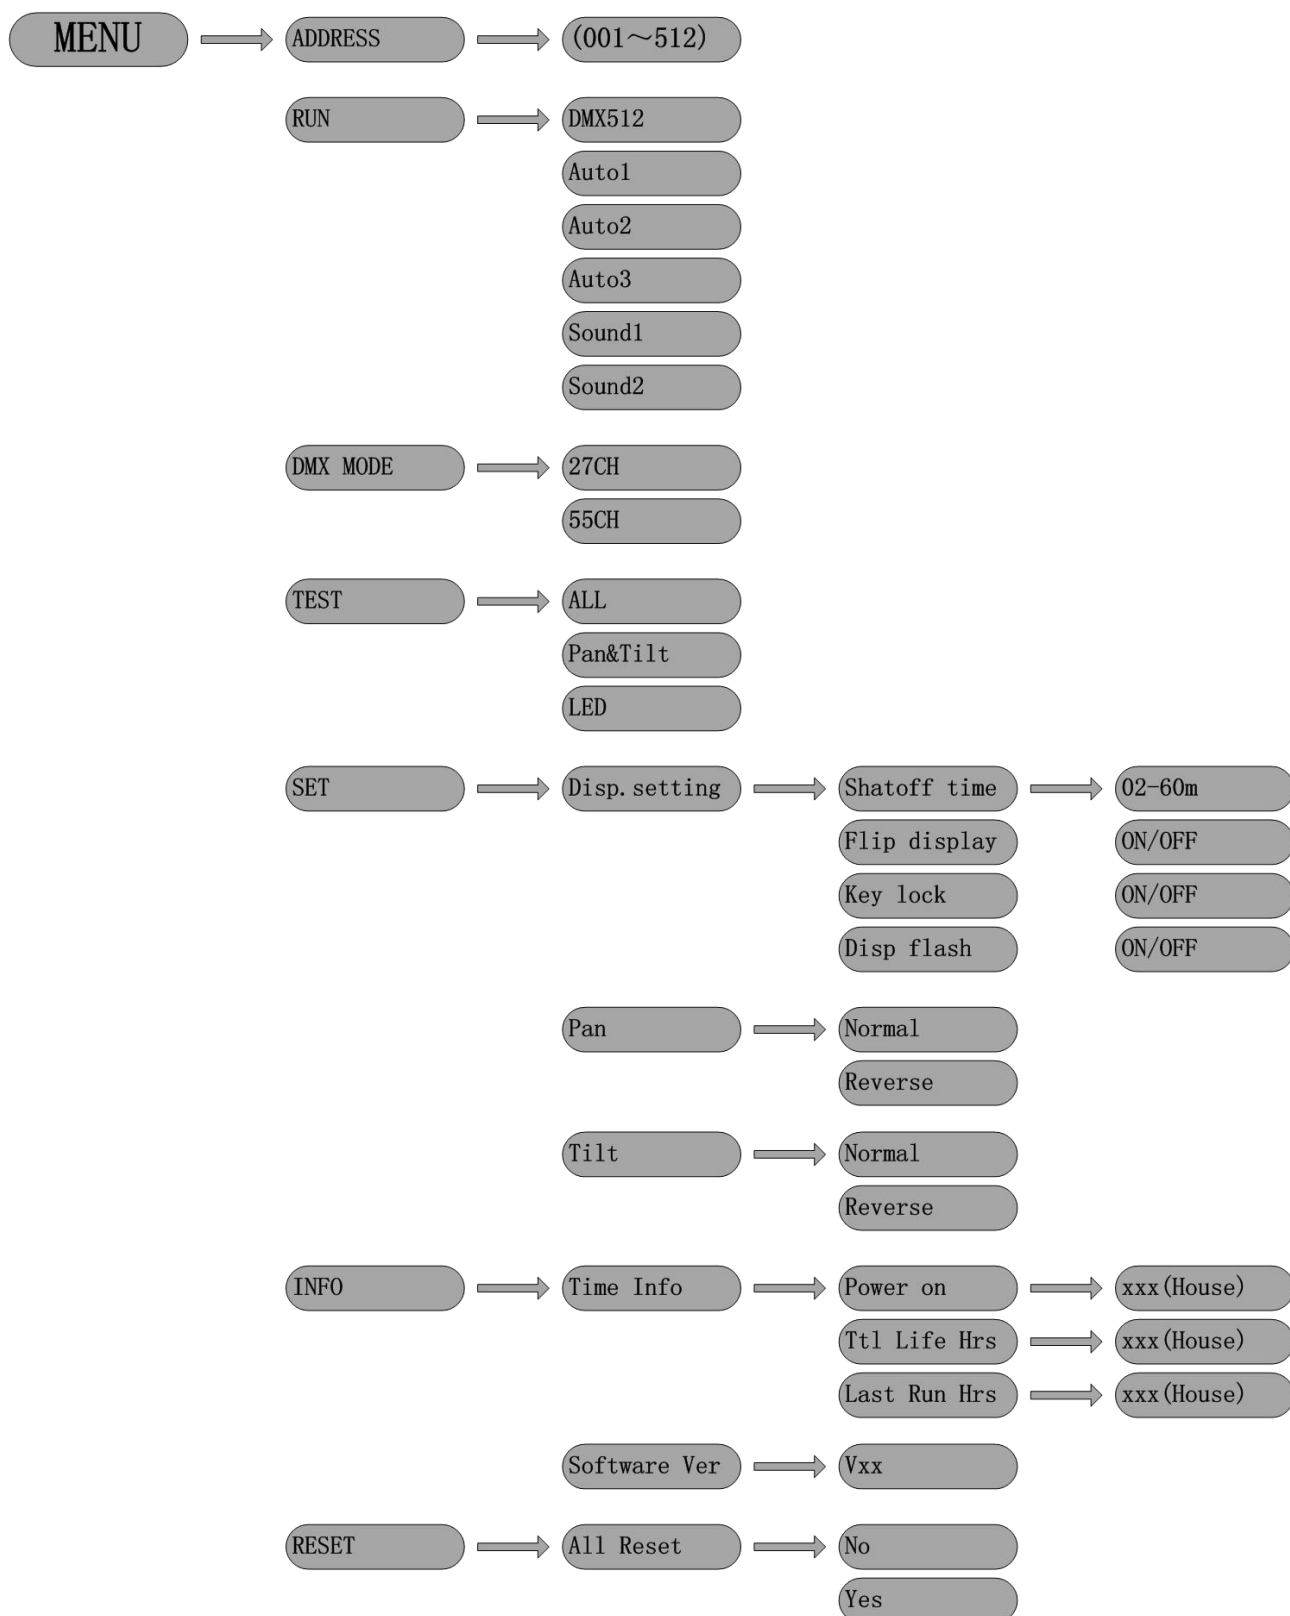 MENU ADDRESS (001～512)
RUN DMX512
Auto1
Auto2
Auto3
Sound1
Sound2
DMX MODE 27CH
55CH
TEST ALL
Pan&Tilt
LED
SET Disp.setting Shatoff time 02-60m
Flip display ON/OFF
Key lock ON/OFF
Disp flash ON/OFF
Pan Normal
Reverse
Tilt Normal
Reverse
INFO Time Info Power on xxx(House)
Ttl Life Hrs xxx(House)
Last Run Hrs xxx(House)
Software Ver Vxx
RESET All Reset No
Yes